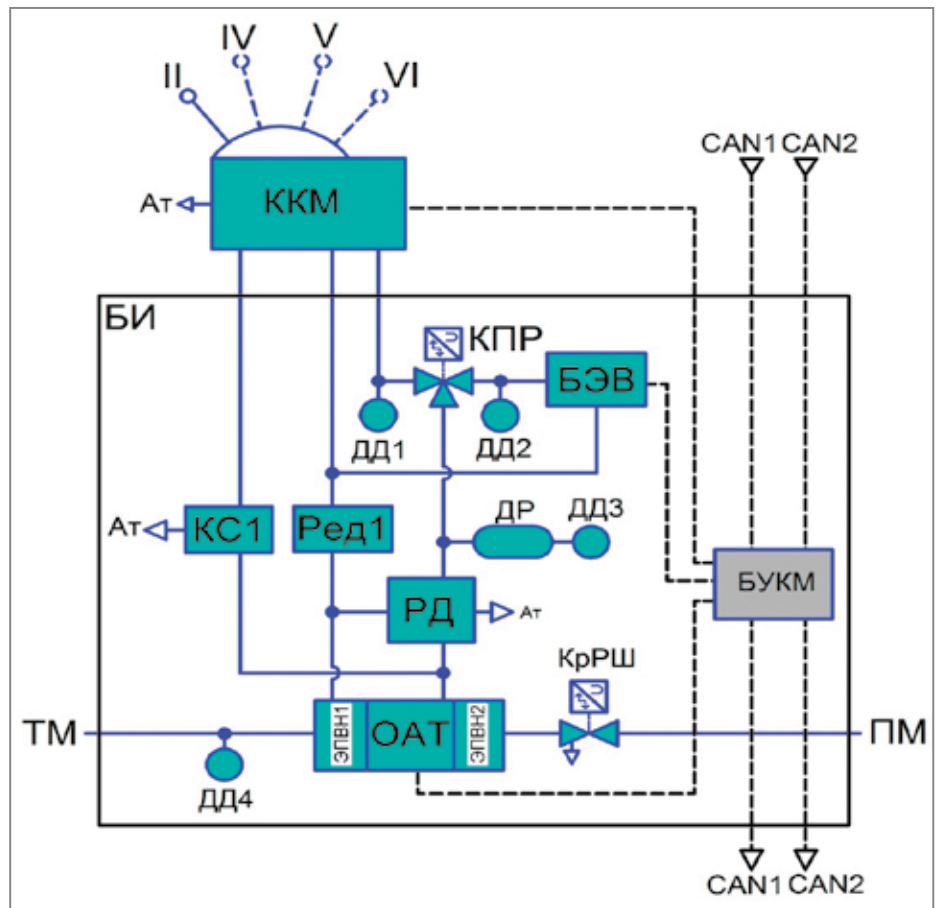 IV V
II VI
CAN1 CAN2
Ат ККМ
БИ
КПР
БЭВ
ДД1 ДД2
Ат КС1 Ред1 ДР ДД3
БУКМ
РД Ат
КрРШ
ТМ ЭПВН1 ОАТ ЭПВН2 ПМ
ДД4
CAN1 CAN2